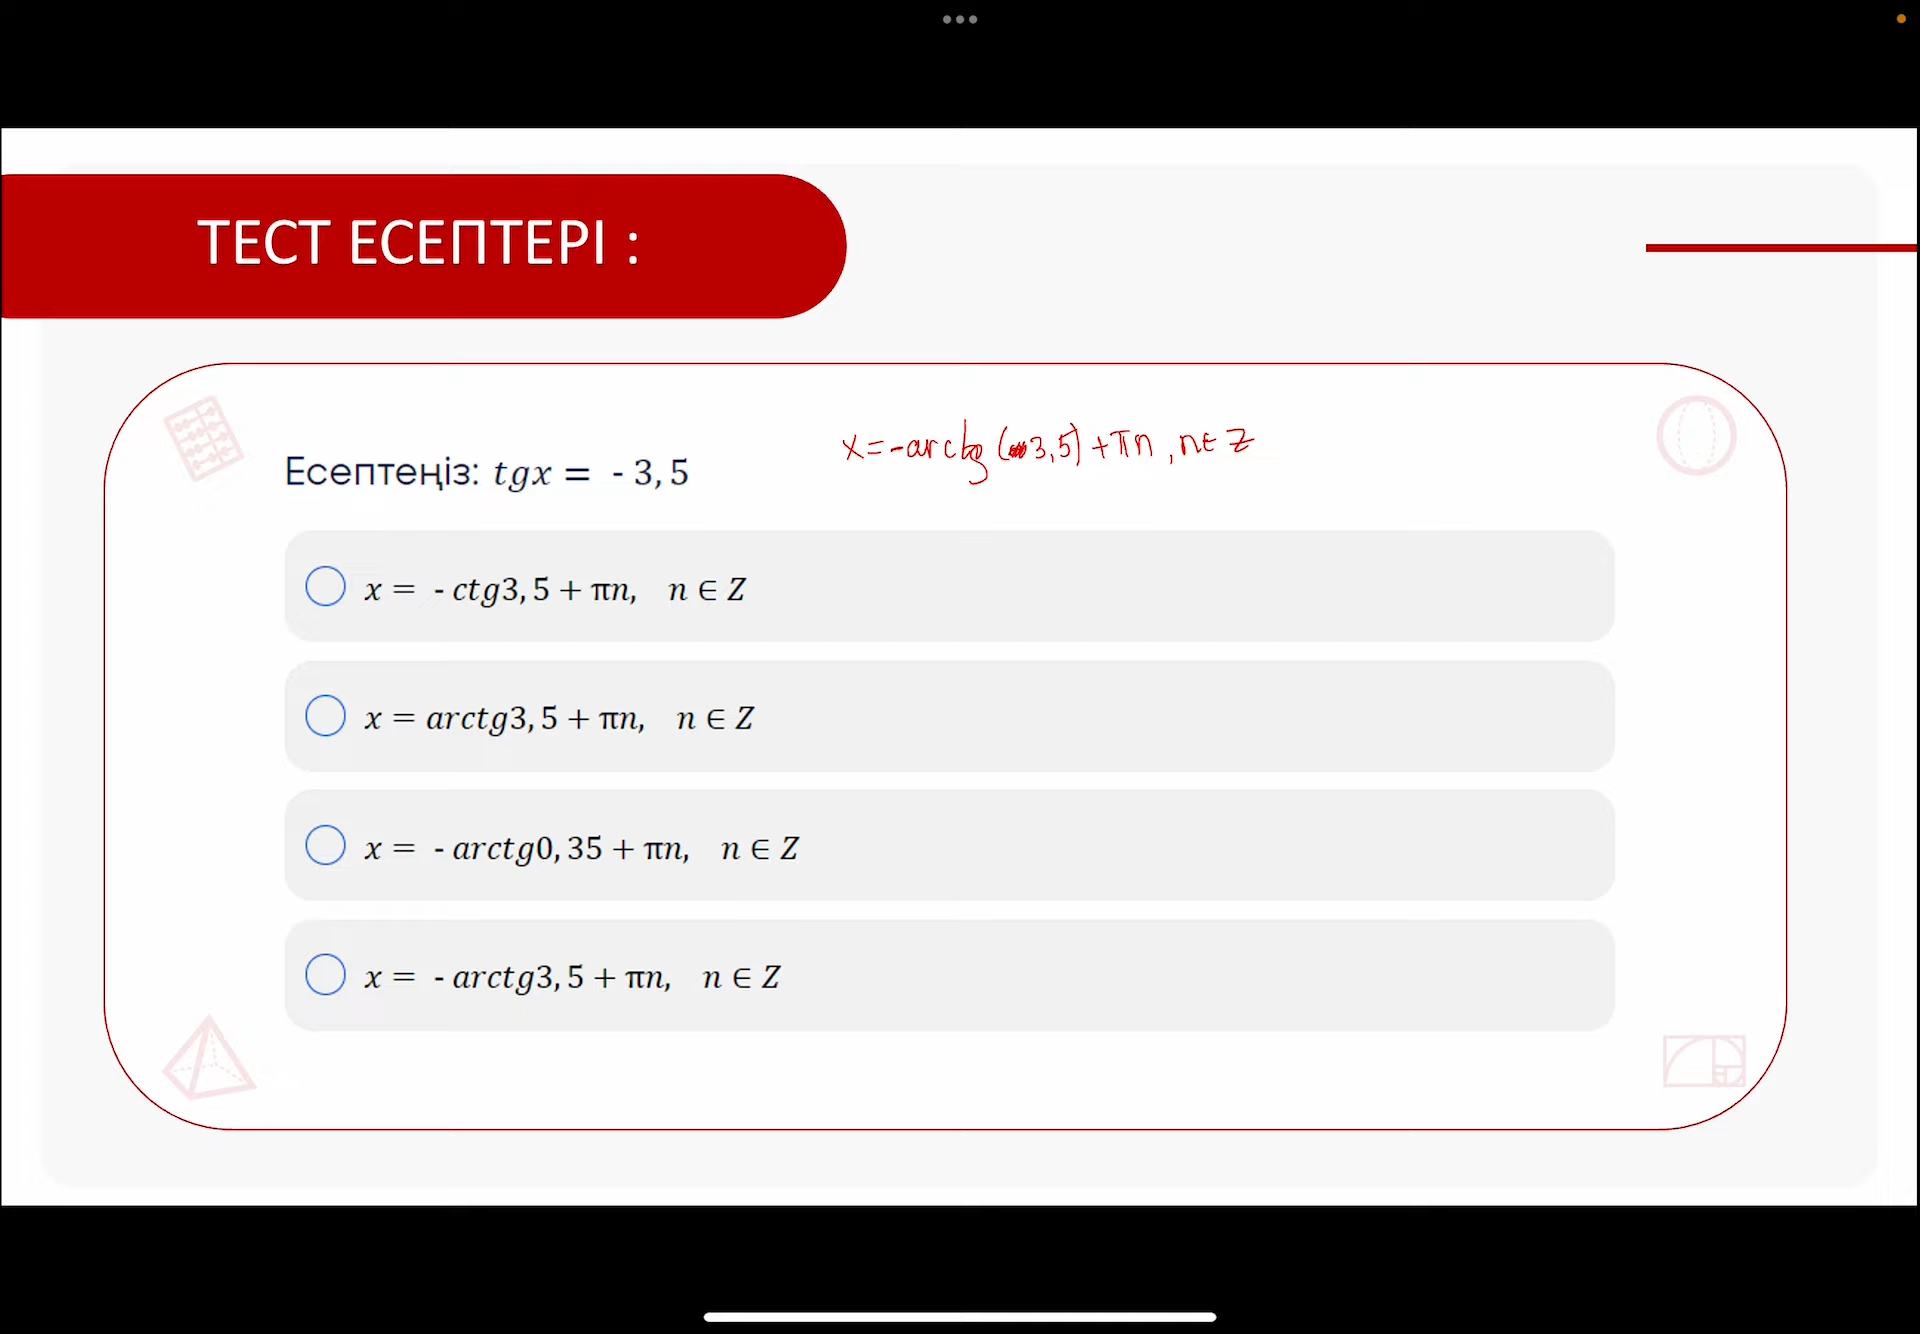 ТЕСТ ЕСЕПТЕРІ :
x = -arctg (3,5) + πn , n ∈ Z
Есептеңіз: tgx = - 3, 5
x = - ctg3, 5 + πn, n ∈ Z
x = arctg3, 5 + πn, n ∈ Z
x = - arctg0, 35 + πn, n ∈ Z
x = - arctg3, 5 + πn, n ∈ Z